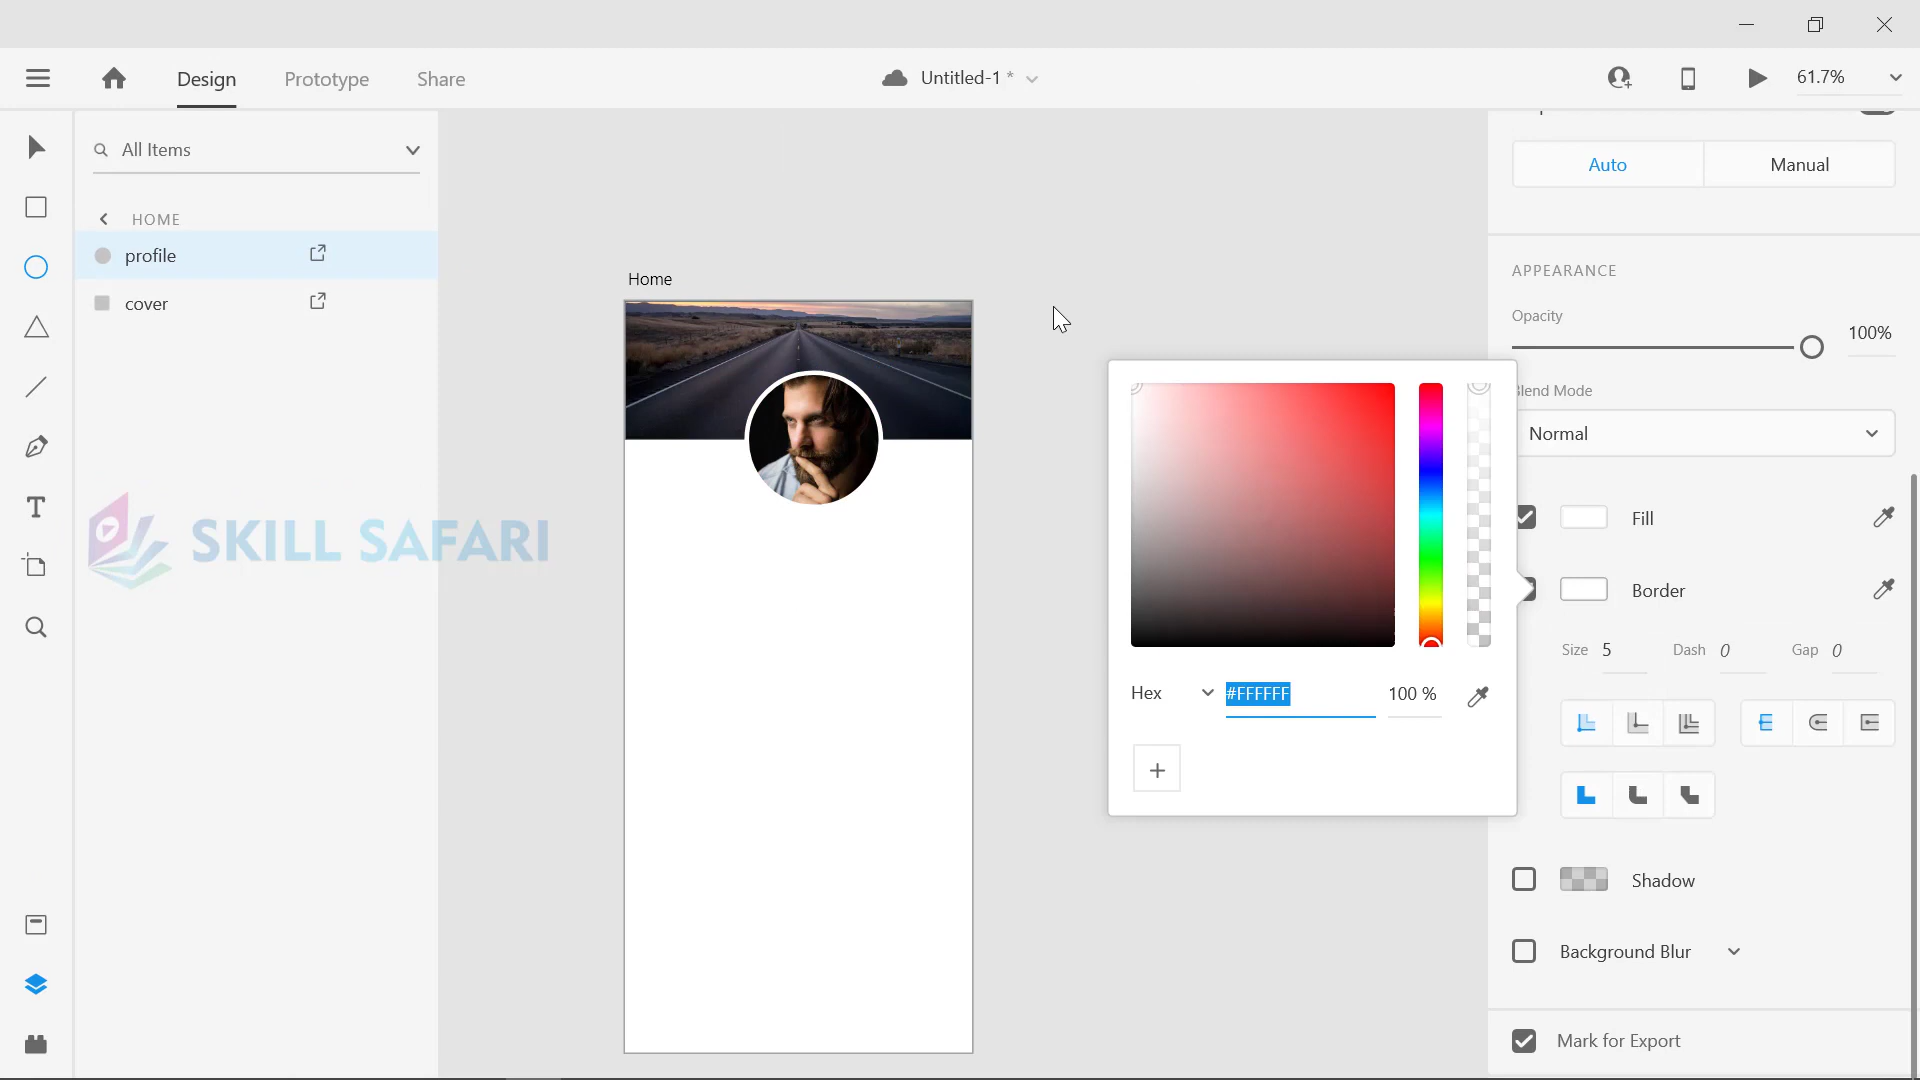 Design
Prototype
Share
Untitled-1 *
61.7%
All Items
Auto
Manual
HOME
profile
cover
Home
APPEARANCE
Opacity
100%
Blend Mode
Normal
Fill
Border
Size 5
Dash 0
Gap 0
Hex
#FFFFFF
100 %
SKILL SAFARI
Shadow
Background Blur
Mark for Export